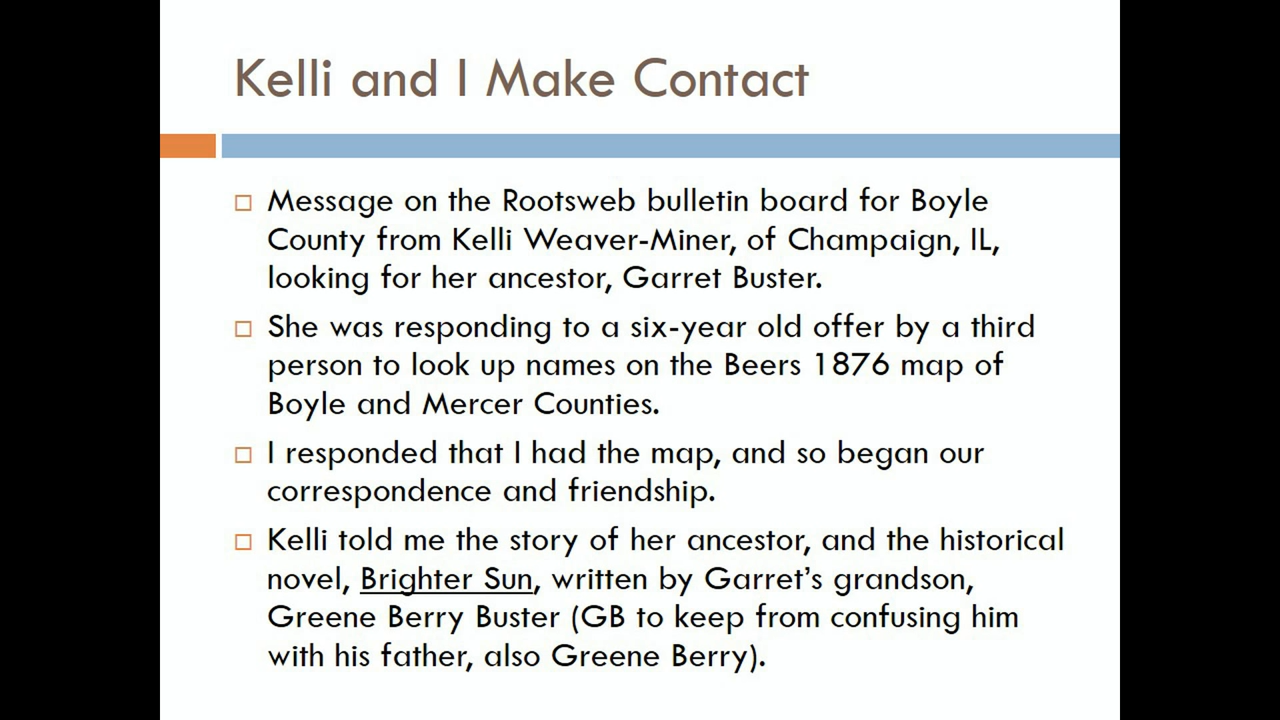 Kelli and I Make Contact
Message on the Rootsweb bulletin board for Boyle
County from Kelli Weaver-Miner, of Champaign, IL,
looking for her ancestor, Garret Buster.
She was responding to a six-year old offer by a third
person to look up names on the Beers 1876 map of
Boyle and Mercer Counties.
I responded that I had the map, and so began our
correspondence and friendship.
Kelli told me the story of her ancestor, and the historical
novel, Brighter Sun, written by Garret’s grandson,
Greene Berry Buster (GB to keep from confusing him
with his father, also Greene Berry).